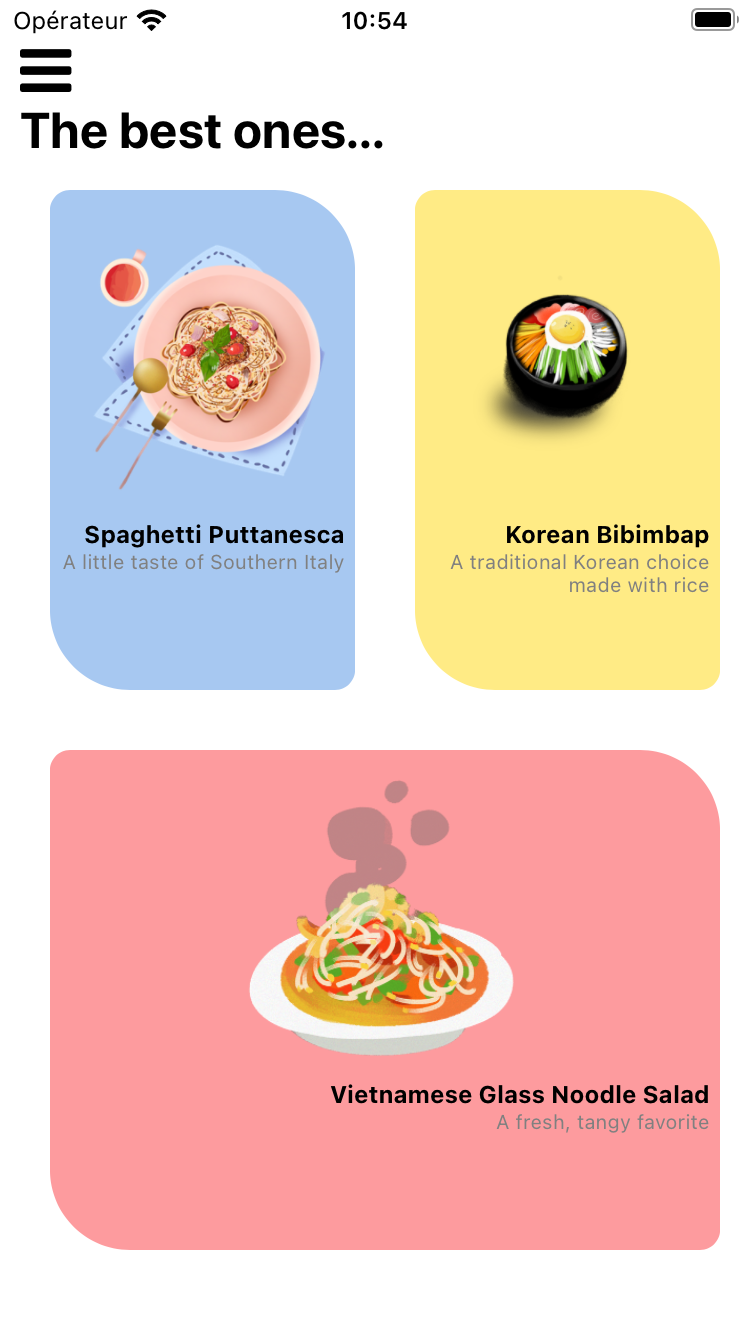 Opérateur 10:54
The best ones...
Spaghetti Puttanesca
A little taste of Southern Italy
Korean Bibimbap
A traditional Korean choice
made with rice
Vietnamese Glass Noodle Salad
A fresh, tangy favorite